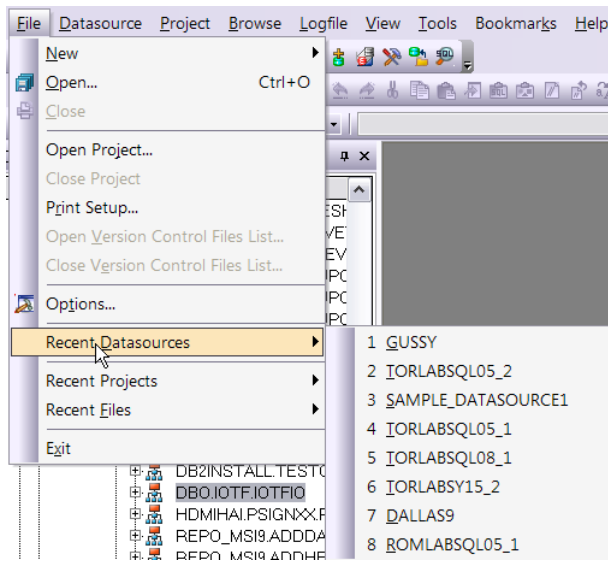 File Datasource Project Browse Logfile View Tools Bookmarks Help
New
Open... Ctrl+O
Close
Open Project...
Close Project
Print Setup...
Open Version Control Files List...
Close Version Control Files List...
Options...
Recent Datasources
Recent Projects
Recent Files
Exit
1 GUSSY
2 TORLABSQL05_2
3 SAMPLE_DATASOURCE1
4 TORLABSQL05_1
5 TORLABSQL08_1
6 TORLABSY15_2
7 DALLAS9
8 ROMLABSQL05_1
DB2INSTALL.TESTC
DBO.IOTF.IOTFIO
HDMIHAI.PSIGNXX.F
REPO_MSI9.ADDDA
REPO_MSI9.ADDHE